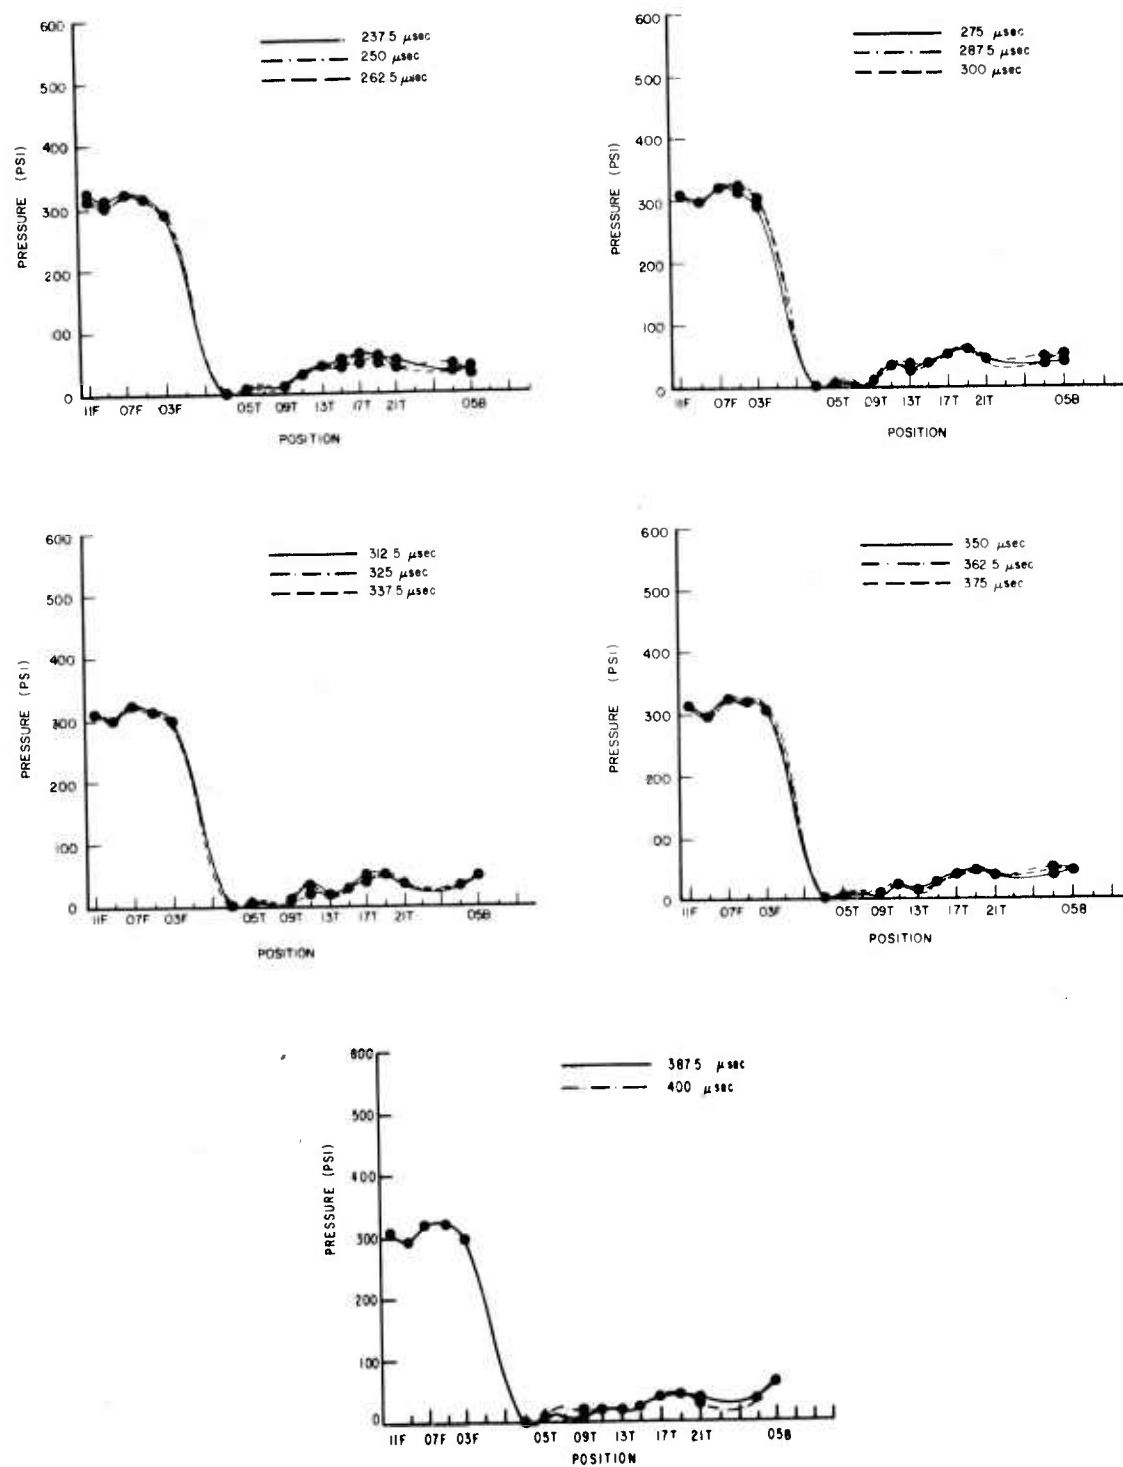 600
500
400
300
200
100
0
PRESSURE (PSI)
237.5 μsec
250 μsec
262.5 μsec
11F 07F 03F 05T 09T 13T 17T 21T 05B
POSITION
600
500
400
300
200
100
0
PRESSURE (PSI)
275 μsec
287.5 μsec
300 μsec
11F 07F 03F 05T 09T 13T 17T 21T 05B
POSITION
600
500
400
300
200
100
0
PRESSURE (PSI)
312.5 μsec
325 μsec
337.5 μsec
11F 07F 03F 05T 09T 13T 17T 21T 05B
POSITION
600
500
400
300
200
100
0
PRESSURE (PSI)
350 μsec
362.5 μsec
375 μsec
11F 07F 03F 05T 09T 13T 17T 21T 05B
POSITION
600
500
400
300
200
100
0
PRESSURE (PSI)
387.5 μsec
400 μsec
11F 07F 03F 05T 09T 13T 17T 21T 05B
POSITION